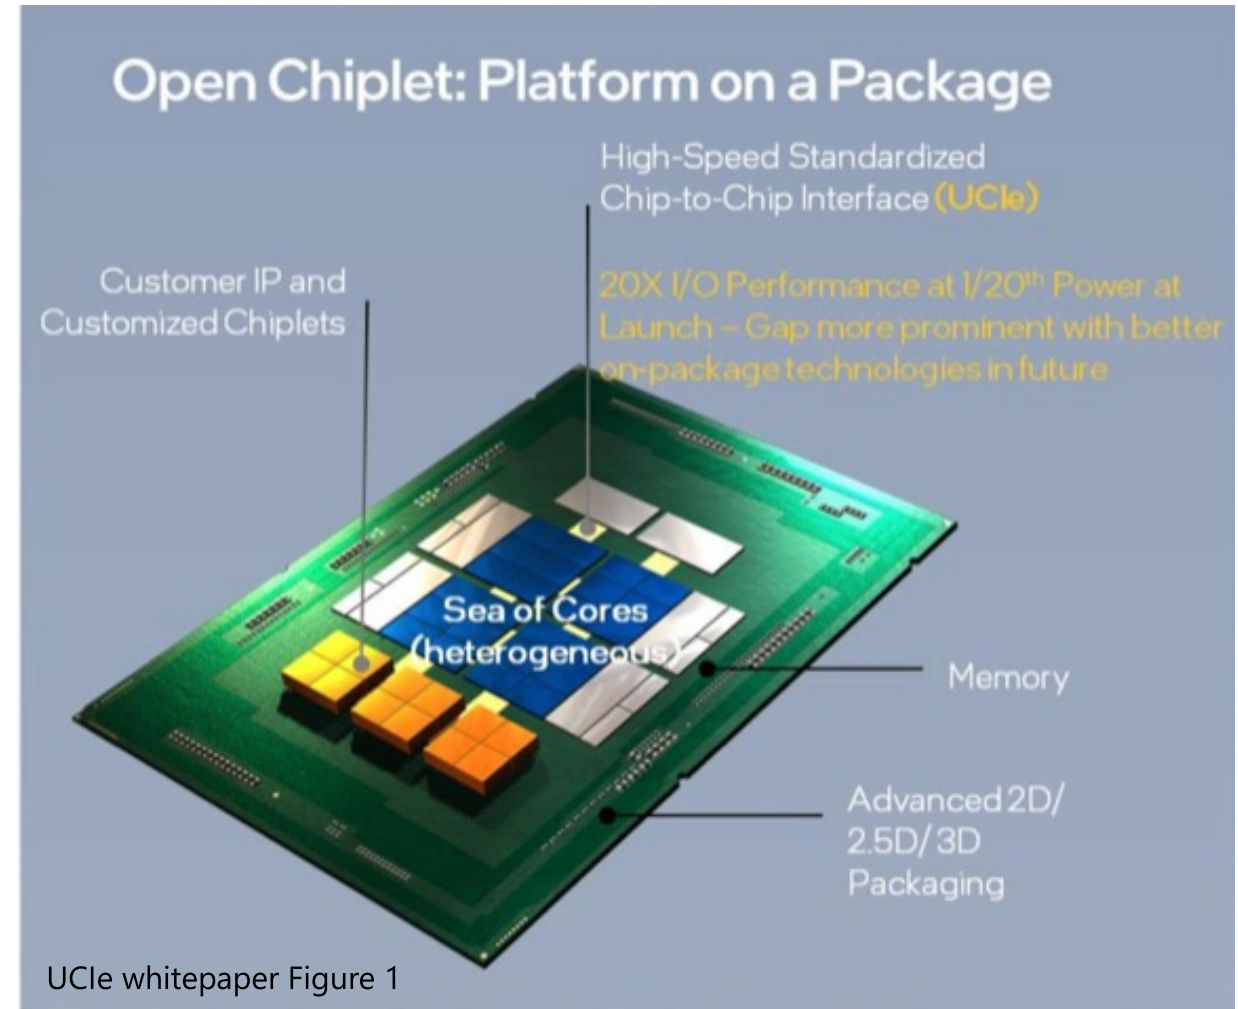 Open Chiplet: Platform on a Package
High-Speed Standardized
Chip-to-Chip Interface (UCIe)
20X I/O Performance at 1/20th Power at
Launch – Gap more prominent with better
on-package technologies in future
Customer IP and
Customized Chiplets
Sea of Cores
(heterogeneous)
Memory
Advanced 2D/
2.5D/ 3D
Packaging
UCIe whitepaper Figure 1